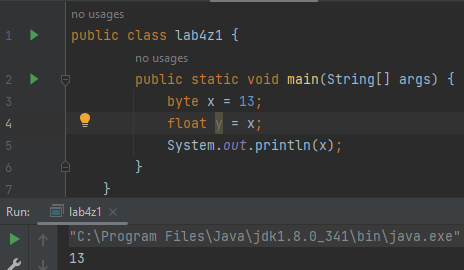 no usages
1 public class lab4z1 {
no usages
2 public static void main(String[] args) {
3 byte x = 13;
4 float y = x;
5 System.out.println(x);
6 }
7 }
Run: lab4z1 ×
"C:\Program Files\Java\jdk1.8.0_341\bin\java.exe"
13